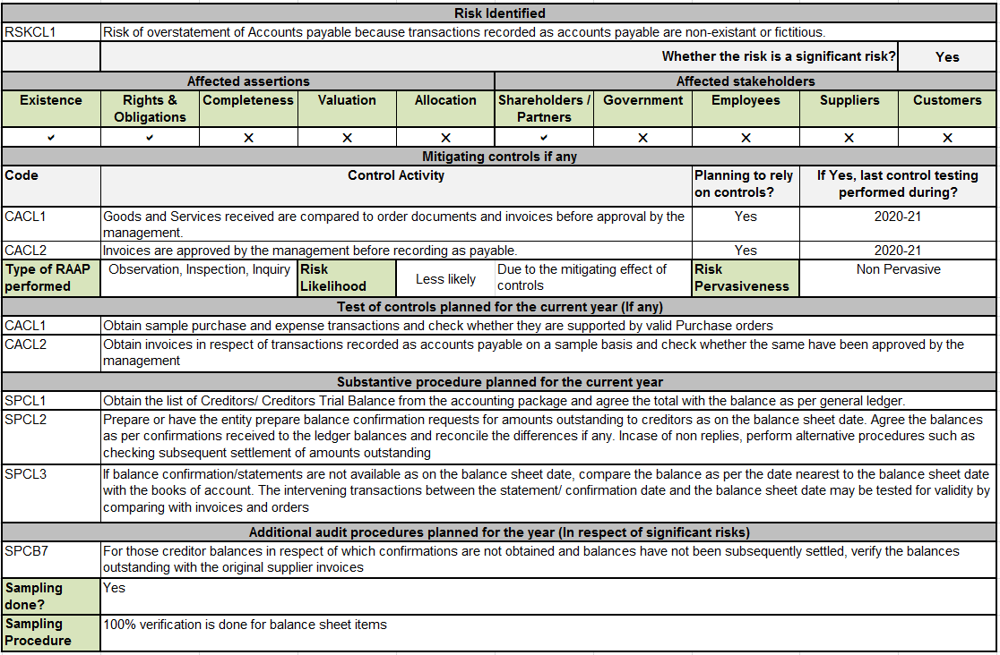 Risk Identified
RSKCL1 Risk of overstatement of Accounts payable because transactions recorded as accounts payable are non-existant or fictitious.
Whether the risk is a significant risk? Yes
Affected assertions Affected stakeholders
Existence Rights & Obligations Completeness Valuation Allocation Shareholders / Partners Government Employees Suppliers Customers
✓ ✓ X X X ✓ X X X X
Mitigating controls if any
Code Control Activity Planning to rely on controls? If Yes, last control testing performed during?
CACL1 Goods and Services received are compared to order documents and invoices before approval by the management. Yes 2020-21
CACL2 Invoices are approved by the management before recording as payable. Yes 2020-21
Type of RAAP performed Observation, Inspection, Inquiry Risk Likelihood Less likely Due to the mitigating effect of controls Risk Pervasiveness Non Pervasive
Test of controls planned for the current year (If any)
CACL1 Obtain sample purchase and expense transactions and check whether they are supported by valid Purchase orders
CACL2 Obtain invoices in respect of transactions recorded as accounts payable on a sample basis and check whether the same have been approved by the
management
Substantive procedure planned for the current year
SPCL1 Obtain the list of Creditors/ Creditors Trial Balance from the accounting package and agree the total with the balance as per general ledger.
SPCL2 Prepare or have the entity prepare balance confirmation requests for amounts outstanding to creditors as on the balance sheet date. Agree the balances
as per confirmations received to the ledger balances and reconcile the differences if any. Incase of non replies, perform alternative procedures such as
checking subsequent settlement of amounts outstanding
SPCL3 If balance confirmation/statements are not available as on the balance sheet date, compare the balance as per the date nearest to the balance sheet date
with the books of account. The intervening transactions between the statement/ confirmation date and the balance sheet date may be tested for validity by
comparing with invoices and orders
Additional audit procedures planned for the year (In respect of significant risks)
SPCB7 For those creditor balances in respect of which confirmations are not obtained and balances have not been subsequently settled, verify the balances
outstanding with the original supplier invoices
Sampling done? Yes
Sampling Procedure 100% verification is done for balance sheet items